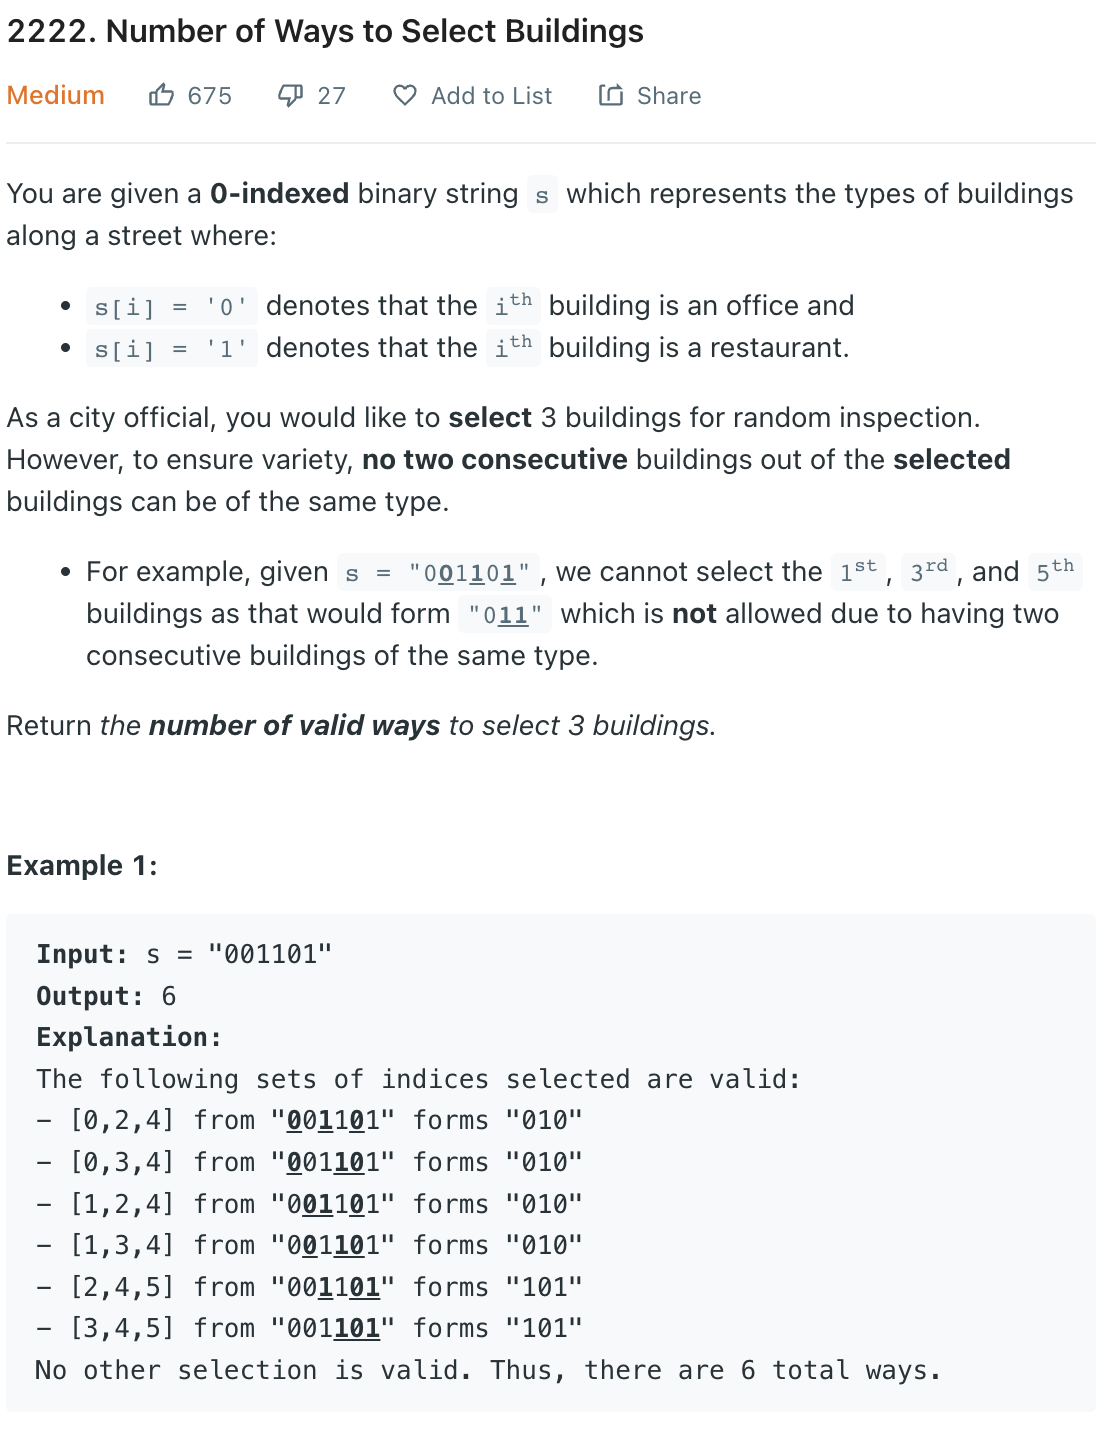 2222. Number of Ways to Select Buildings
Medium 675 27 Add to List Share
You are given a 0-indexed binary string s which represents the types of buildings
along a street where:
• s[i] = '0' denotes that the ith building is an office and
• s[i] = '1' denotes that the ith building is a restaurant.
As a city official, you would like to select 3 buildings for random inspection.
However, to ensure variety, no two consecutive buildings out of the selected
buildings can be of the same type.
• For example, given s = "001101", we cannot select the 1st, 3rd, and 5th
buildings as that would form "011" which is not allowed due to having two
consecutive buildings of the same type.
Return the number of valid ways to select 3 buildings.
Example 1:
Input: s = "001101"
Output: 6
Explanation:
The following sets of indices selected are valid:
– [0,2,4] from "001101" forms "010"
– [0,3,4] from "001101" forms "010"
– [1,2,4] from "001101" forms "010"
– [1,3,4] from "001101" forms "010"
– [2,4,5] from "001101" forms "101"
– [3,4,5] from "001101" forms "101"
No other selection is valid. Thus, there are 6 total ways.